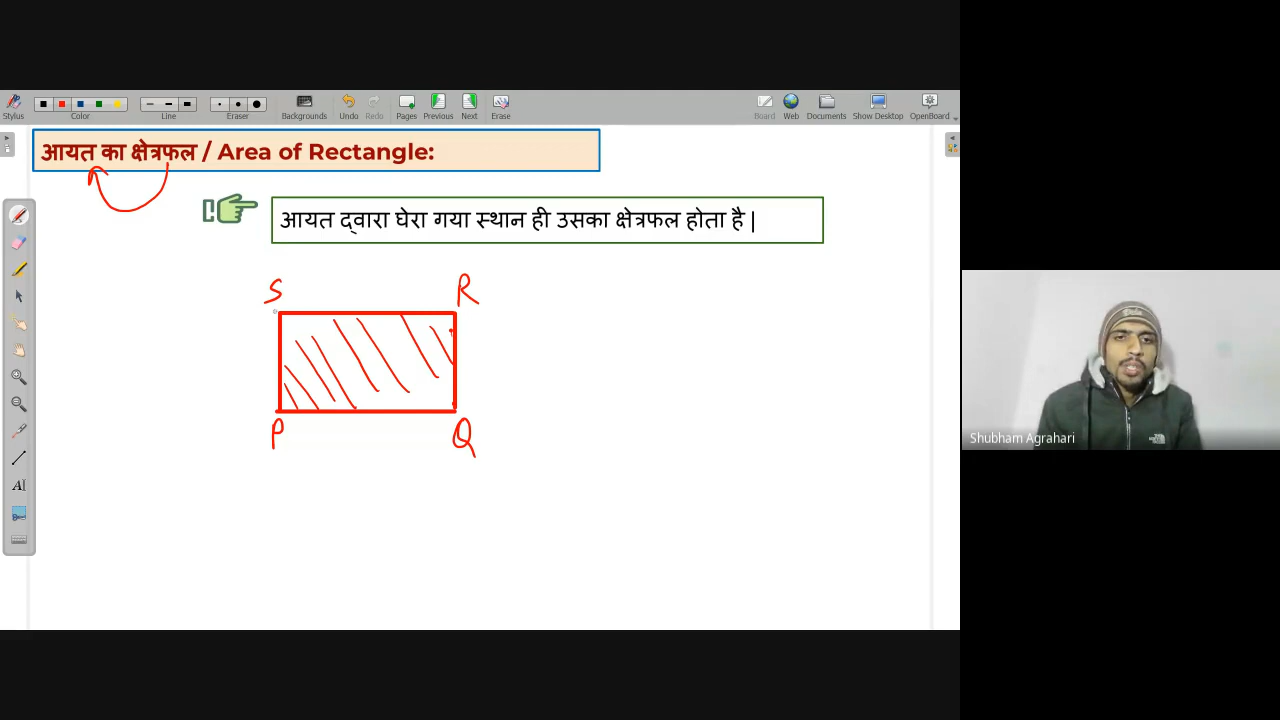 Stylus
Color
Line
Eraser
Backgrounds
Undo
Redo
Pages
Previous
Next
Erase
Board
Web
Documents
Show Desktop
OpenBoard
आयत का क्षेत्रफल / Area of Rectangle:
आयत द्वारा घेरा गया स्थान ही उसका क्षेत्रफल होता है |
S R
P Q
Shubham Agrahari